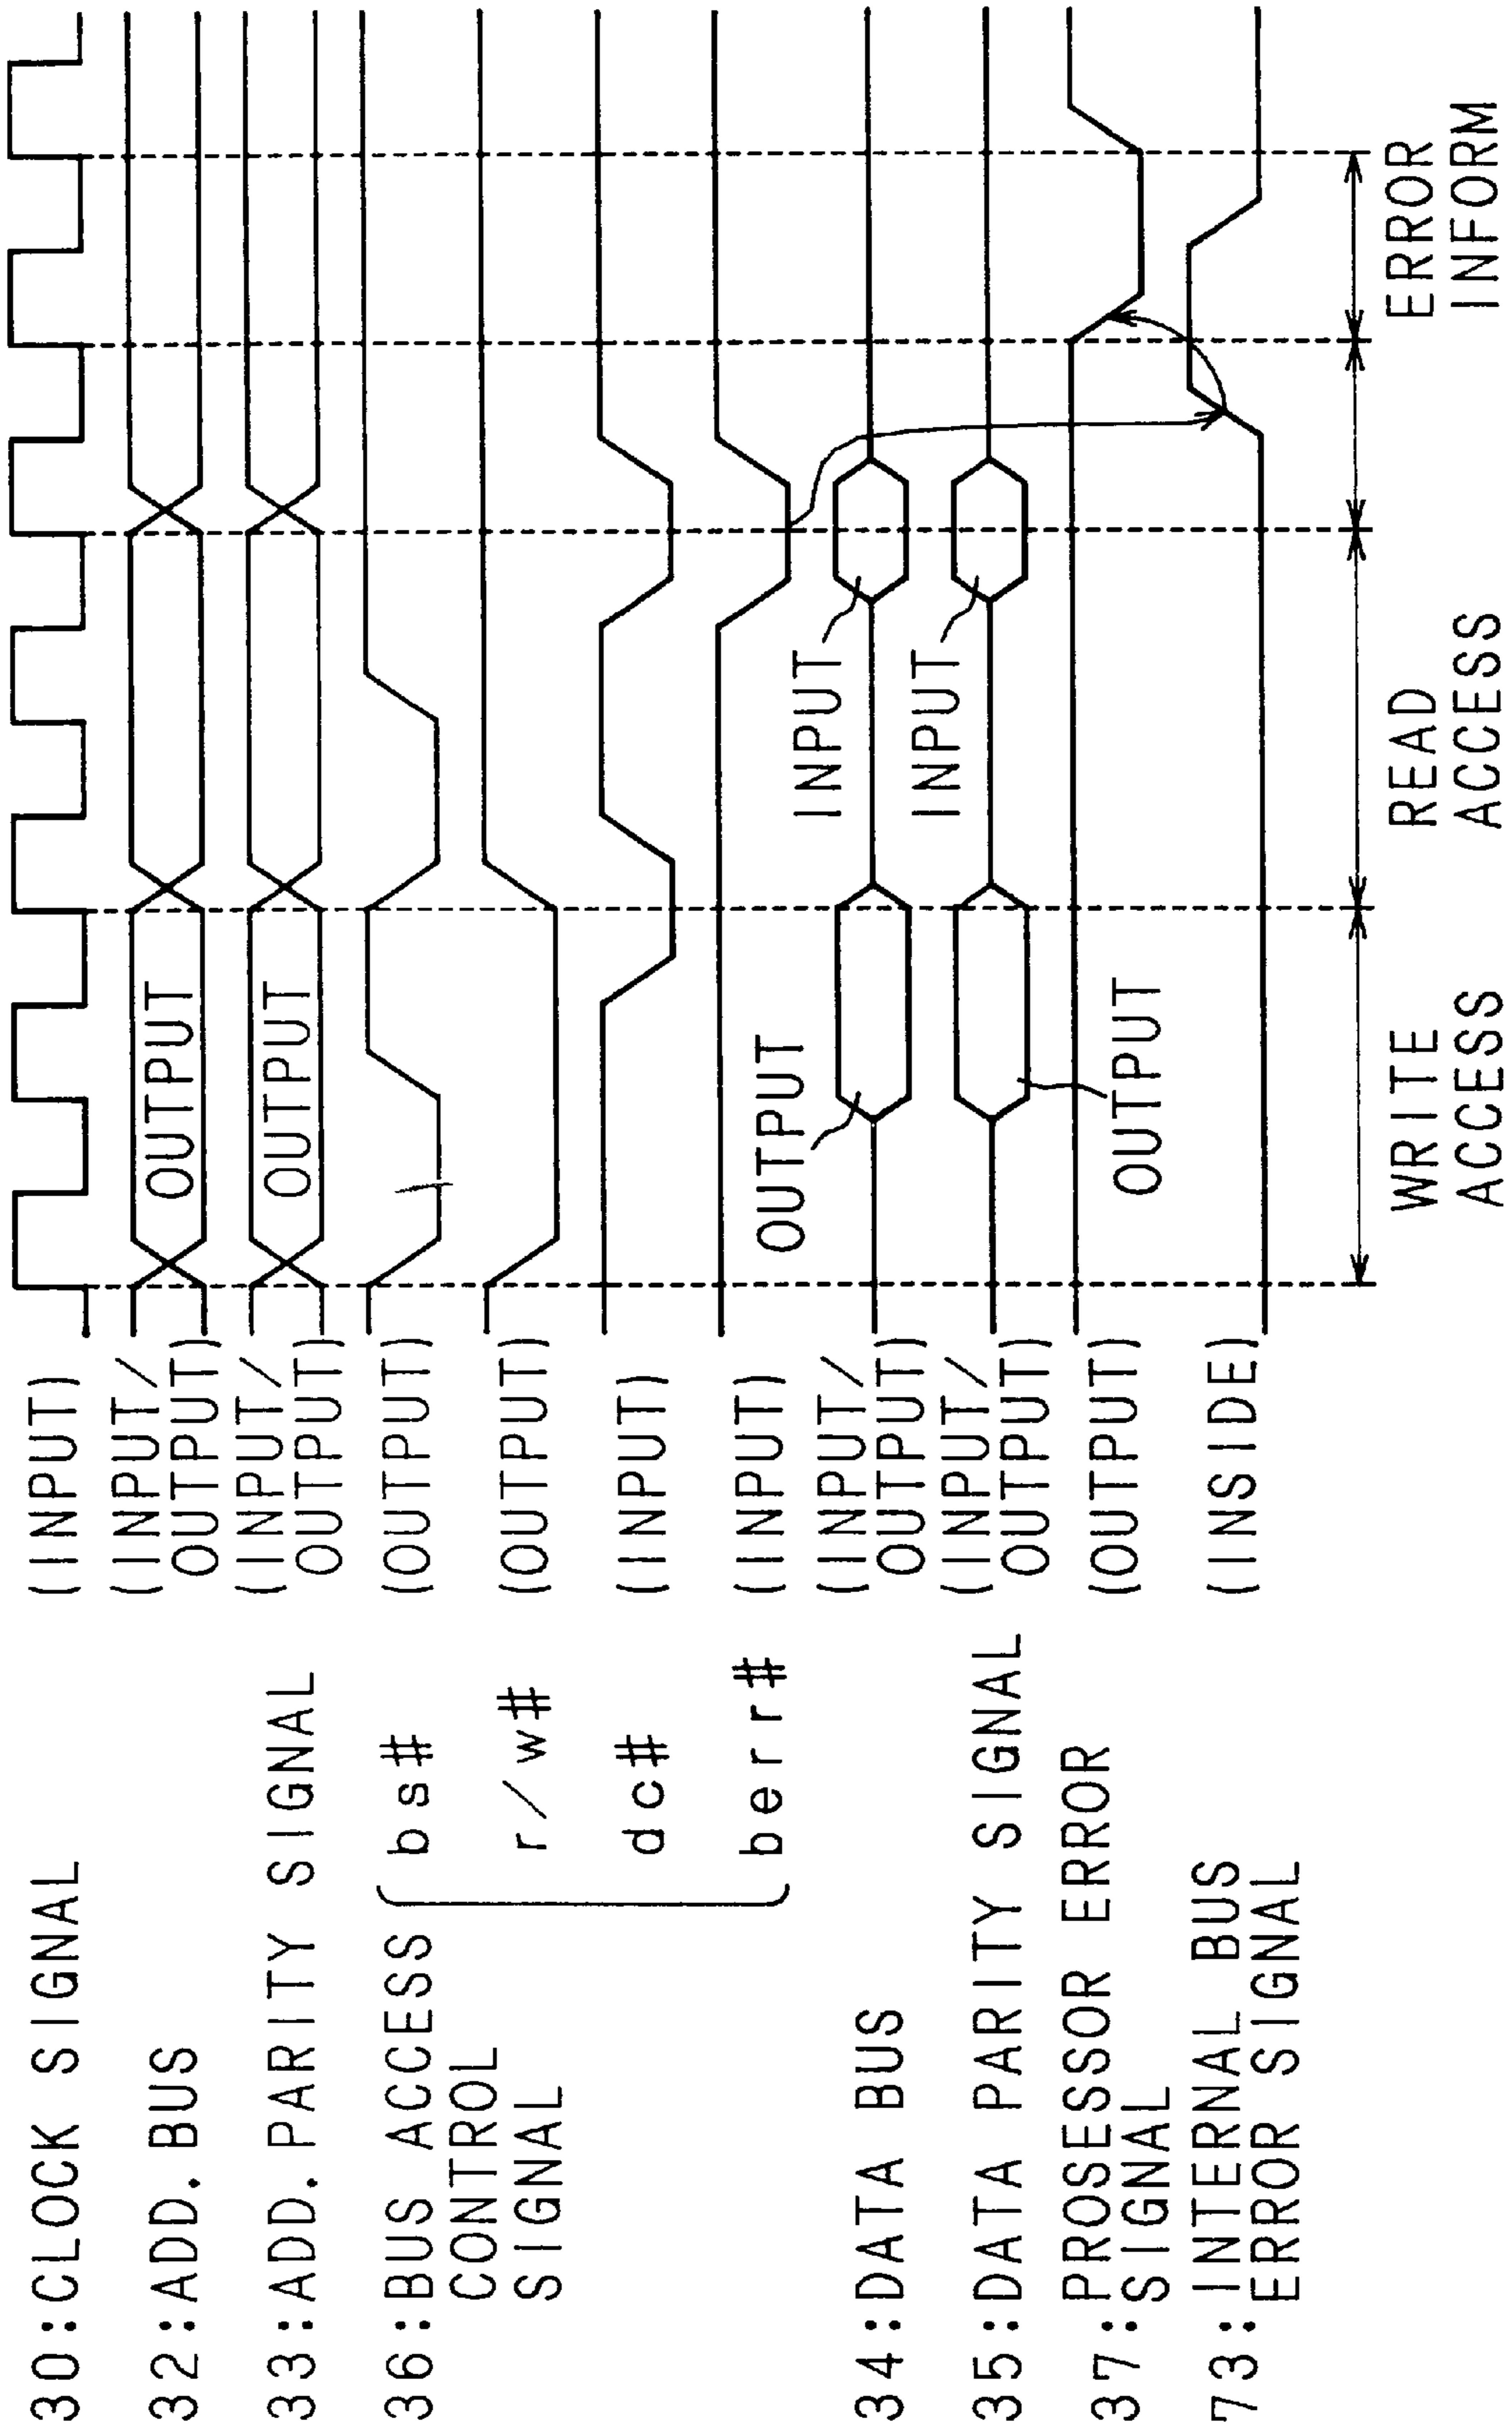 30:CLOCK SIGNAL (INPUT)
32:ADD. BUS (INPUT/
OUTPUT)
OUTPUT
33:ADD. PARITY SIGNAL (INPUT/
OUTPUT)
OUTPUT
36:BUS ACCESS
CONTROL
SIGNAL
bs# (OUTPUT)
r/w# (OUTPUT)
dc# (INPUT)
berr# (INPUT)
34:DATA BUS (INPUT/
OUTPUT)
OUTPUT
INPUT
35:DATA PARITY SIGNAL (INPUT/
OUTPUT)
OUTPUT
INPUT
37:PROSESSOR ERROR
SIGNAL
(OUTPUT)
73:INTERNAL BUS
ERROR SIGNAL
(INSIDE)
WRITE
ACCESS
READ
ACCESS
ERROR
INFORM